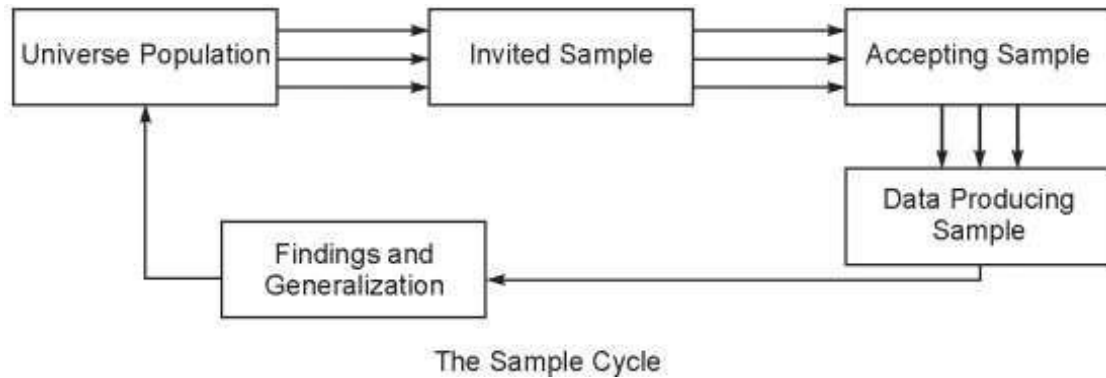 Universe Population
Invited Sample
Accepting Sample
Data Producing
Sample
Findings and
Generalization
The Sample Cycle